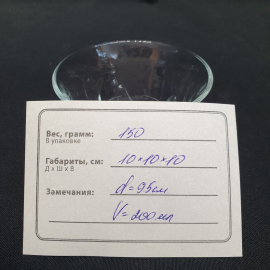 Вес, грамм: 150
В упаковке
Габариты, см: 10×10×10
Д х Ш х В
Замечания: d=9.5см
V=200мл